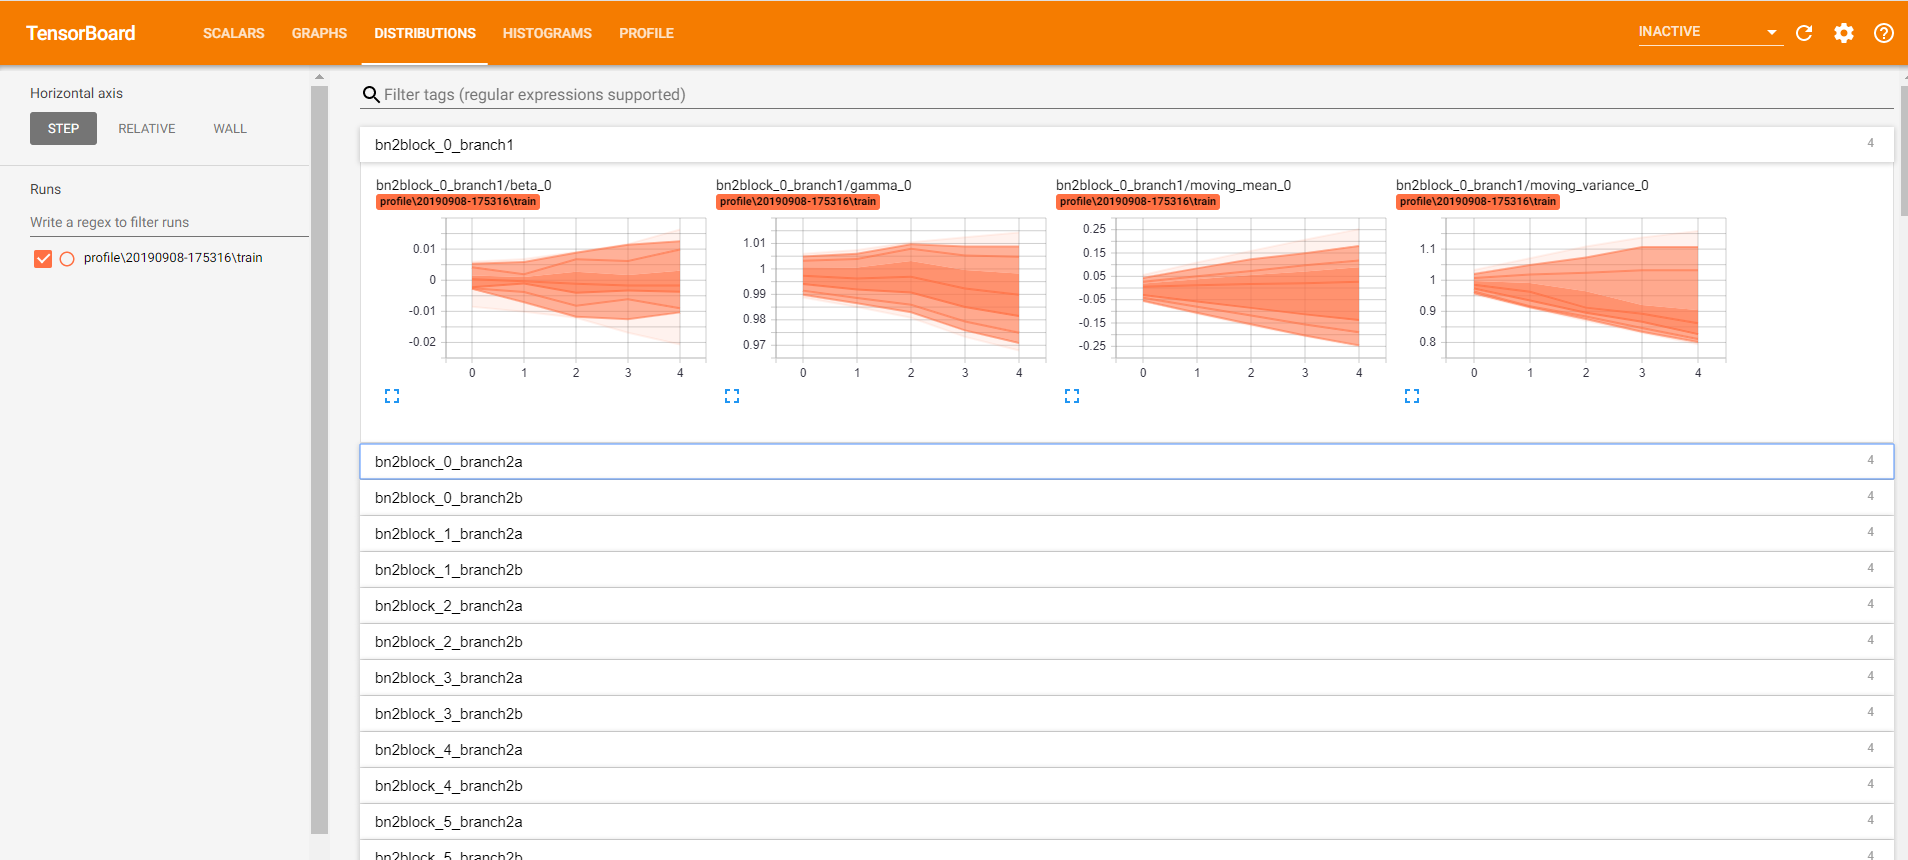 TensorBoard
SCALARS GRAPHS DISTRIBUTIONS HISTOGRAMS PROFILE
INACTIVE
Horizontal axis
STEP RELATIVE WALL
Runs
Write a regex to filter runs
profile\20190908-175316\train
Filter tags (regular expressions supported)
bn2block_0_branch1 4
bn2block_0_branch1/beta_0
profile\20190908-175316\train
0.01
0
-0.01
-0.02
0 1 2 3 4
bn2block_0_branch1/gamma_0
profile\20190908-175316\train
1.01
1
0.99
0.98
0.97
0 1 2 3 4
bn2block_0_branch1/moving_mean_0
profile\20190908-175316\train
0.25
0.15
0.05
-0.05
-0.15
-0.25
0 1 2 3 4
bn2block_0_branch1/moving_variance_0
profile\20190908-175316\train
1.1
1
0.9
0.8
0 1 2 3 4
bn2block_0_branch2a 4
bn2block_0_branch2b 4
bn2block_1_branch2a 4
bn2block_1_branch2b 4
bn2block_2_branch2a 4
bn2block_2_branch2b 4
bn2block_3_branch2a 4
bn2block_3_branch2b 4
bn2block_4_branch2a 4
bn2block_4_branch2b 4
bn2block_5_branch2a 4
bn2block_5_branch2b 4